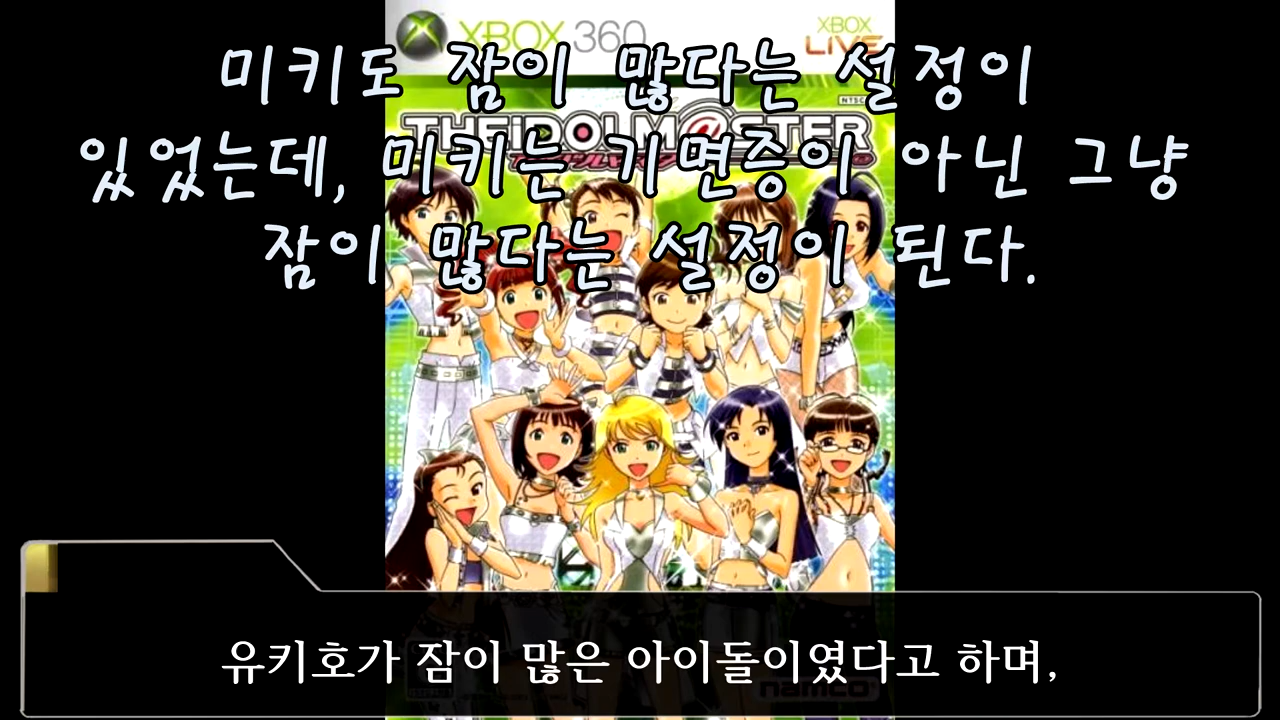 XBOX 360
XBOX
LIVE
미키도 잠이 많다는 설정이
NTSC
THE IDOLM@STER
있었는데, 미키는 기면증이 아닌 그냥
잠이 많다는 설정이 된다.
유키호가 잠이 많은 아이돌이였다고 하며,
namco